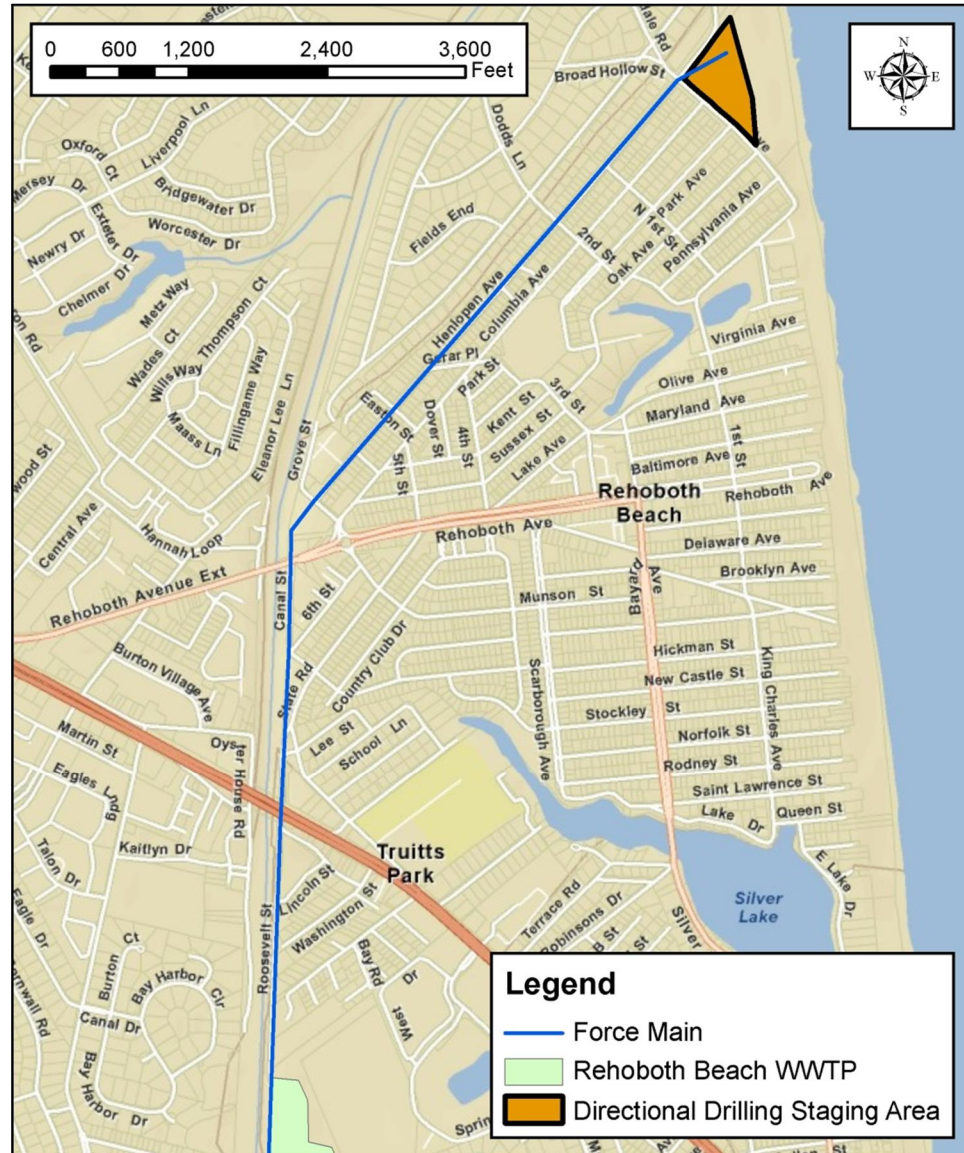 0 600 1,200 2,400 3,600
Feet
N
W E
S
Broad Hollow St
Dodds Ln
Oxford Ct
Liverpool Ln
Mersey Dr
Bridgewater Dr
Exeter Dr
Worcester Dr
Newry Dr
Chelmer Dr
Fields End
Park Ave
N 1st St
2nd St
Oak Ave
Pennsylvania Ave
Metz Way
Thompson Ct
Wades Ct
Henlopen Ave
Columbia Ave
Virginia Ave
Wills Way
Fillingame Way
Eleanor Lee Ln
Maass Ln
Gerar Pl
Park St
Olive Ave
Maryland Ave
Kent St
3rd St
Sussex St
Easton St
Dover St
4th St
Lake Ave
5th St
Grove St
1st St
Baltimore Ave
Rehoboth Ave
Rehoboth
Beach
Central Ave
Hannah Loop
Rehoboth Ave
Delaware Ave
Brooklyn Ave
Rehoboth Avenue Ext
Canal St
6th St
Munson St
Bayard Ave
Country Club Dr
State Rd
Hickman St
New Castle St
King Charles Ave
Burton Village Ave
Scarborough Ave
Stockley St
Lee St
School Ln
Norfolk St
Martin St
Oyster House Rd
Rodney St
Eagles Lndg
Saint Lawrence St
Lake Dr
Queen St
Kaitlyn Dr
Truitts
Park
Talon Dr
Lincoln St
E Lake Dr
Washington St
Terrace Rd
Silver
Lake
Eagle Dr
Roosevelt St
Robinsons Dr
B St
Silver
Burton Ct
Bay Harbor Cir
Bay Rd
West Dr
Canal Dr
Bay Harbor Dr
Legend
Force Main
Rehoboth Beach WWTP
Directional Drilling Staging Area